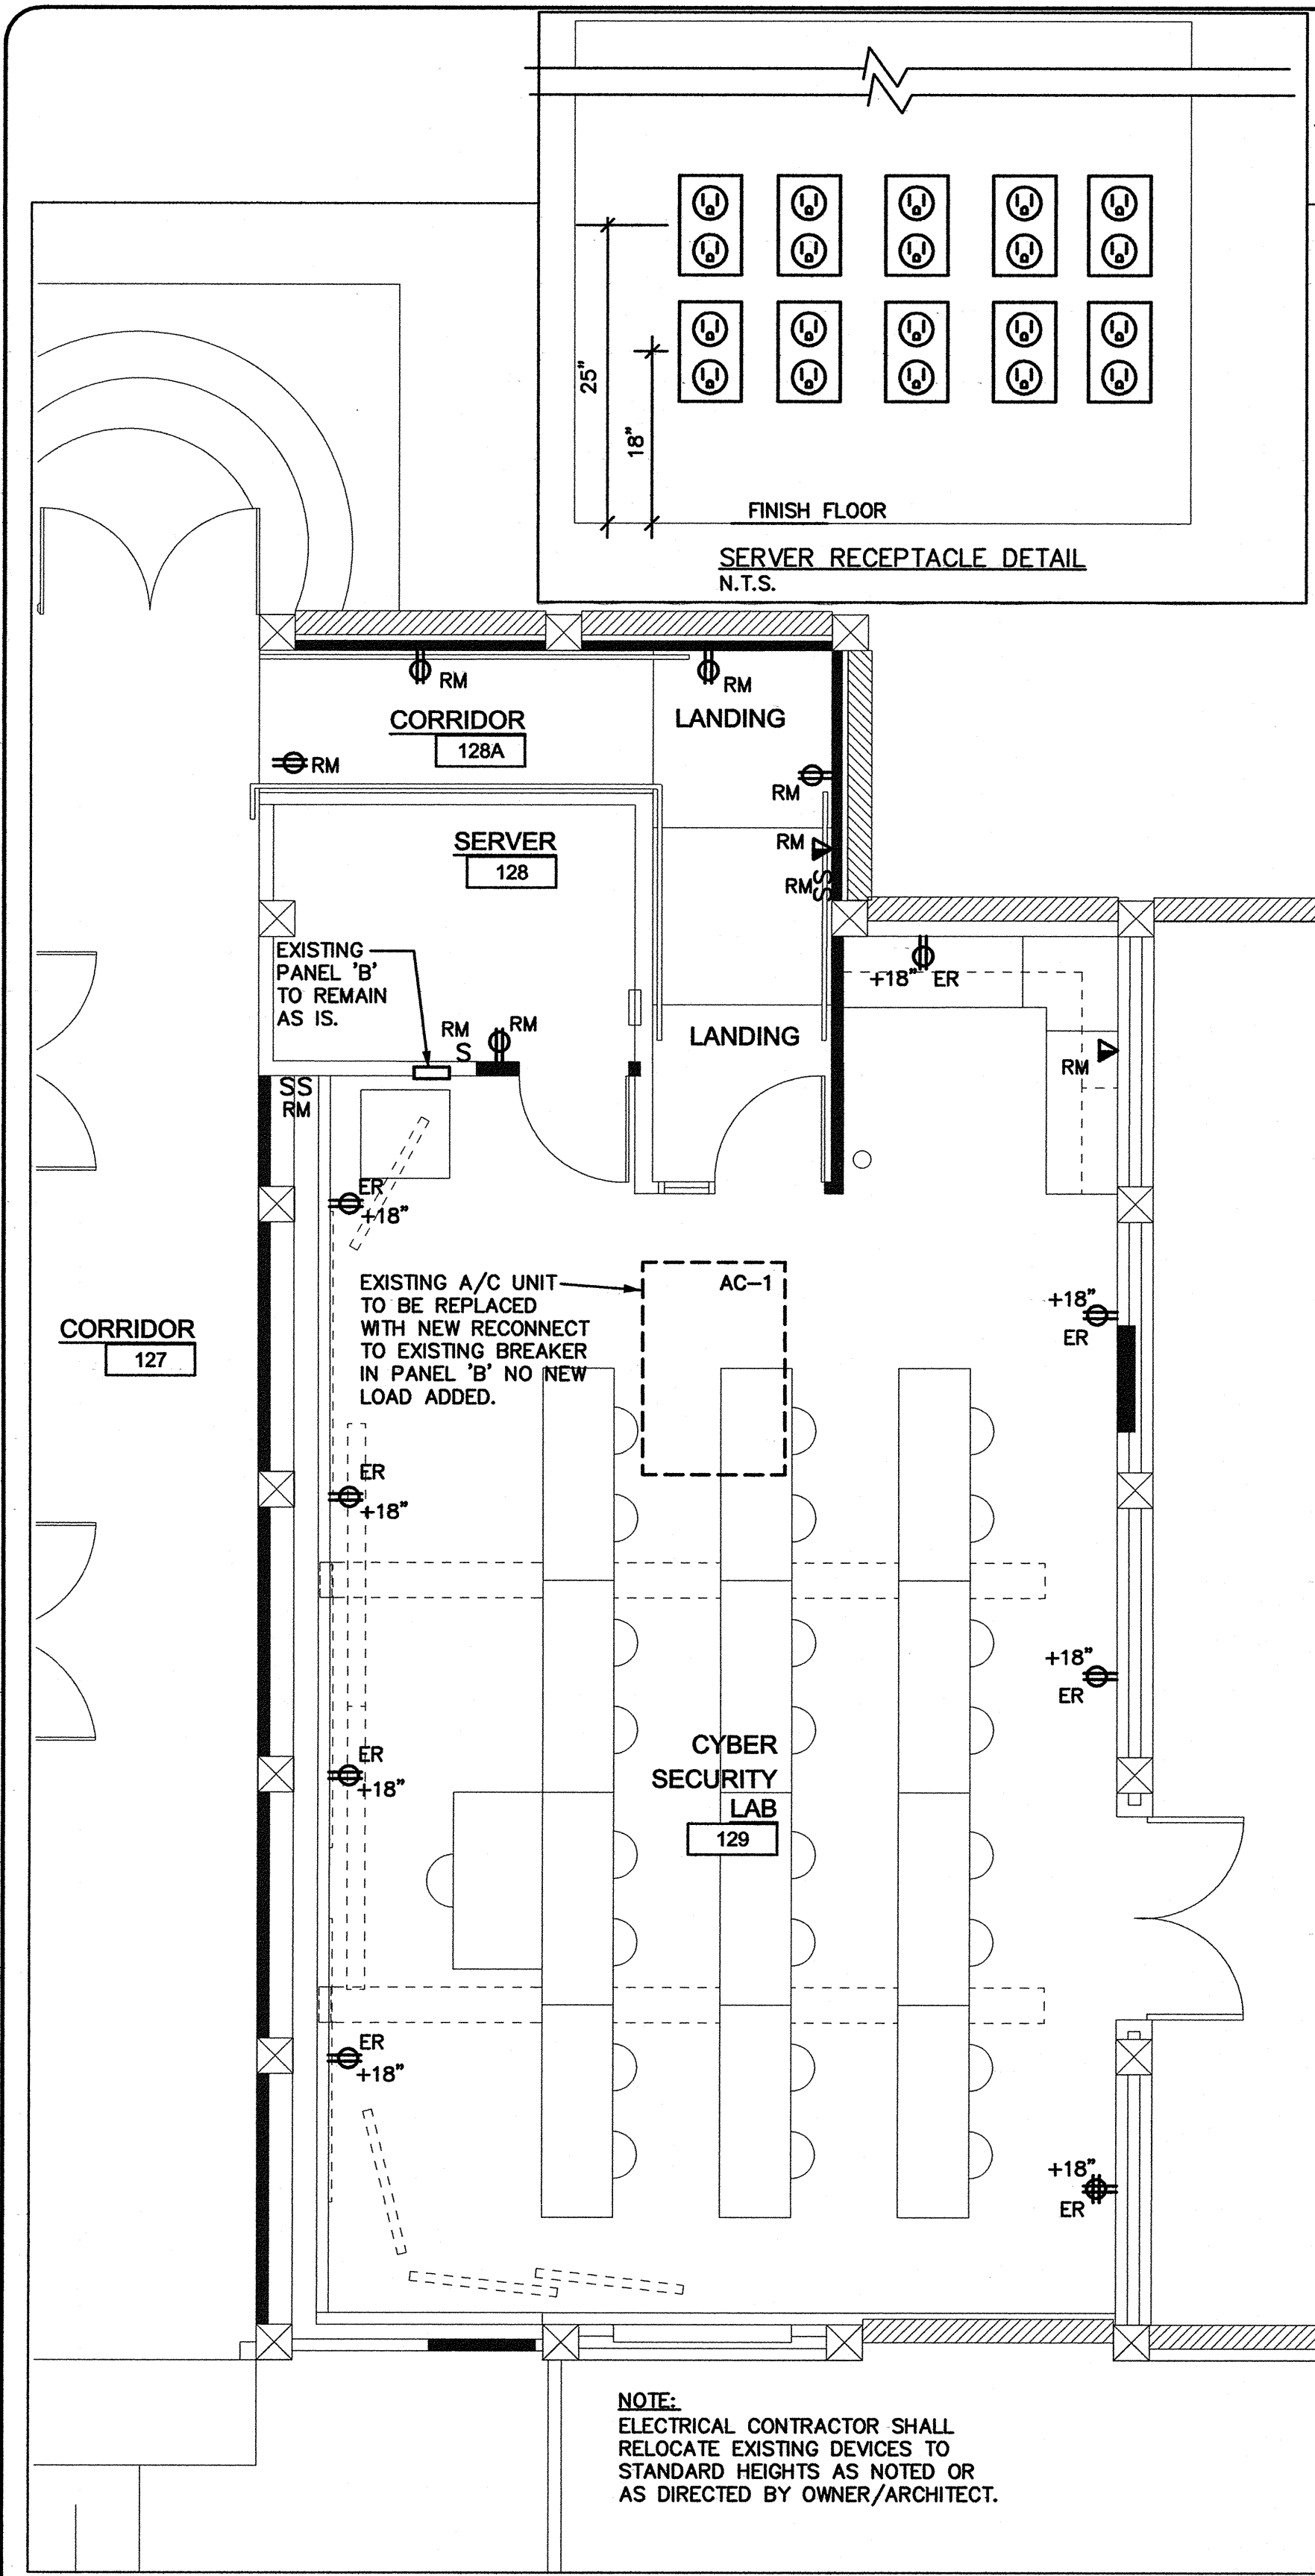 25"
18"
FINISH FLOOR
SERVER RECEPTACLE DETAIL
N.T.S.
RM
RM
CORRIDOR
128A
LANDING
RM
RM
SERVER
128
RM
RM
SS
EXISTING
PANEL 'B'
TO REMAIN
AS IS.
+18" ER
RM
RM
S
LANDING
RM
SS
RM
ER
+18"
EXISTING A/C UNIT
TO BE REPLACED
WITH NEW RECONNECT
TO EXISTING BREAKER
IN PANEL 'B' NO NEW
LOAD ADDED.
AC-1
+18"
ER
CORRIDOR
127
ER
+18"
+18"
ER
CYBER
SECURITY
LAB
129
ER
+18"
ER
+18"
+18"
ER
NOTE:
ELECTRICAL CONTRACTOR SHALL
RELOCATE EXISTING DEVICES TO
STANDARD HEIGHTS AS NOTED OR
AS DIRECTED BY OWNER/ARCHITECT.